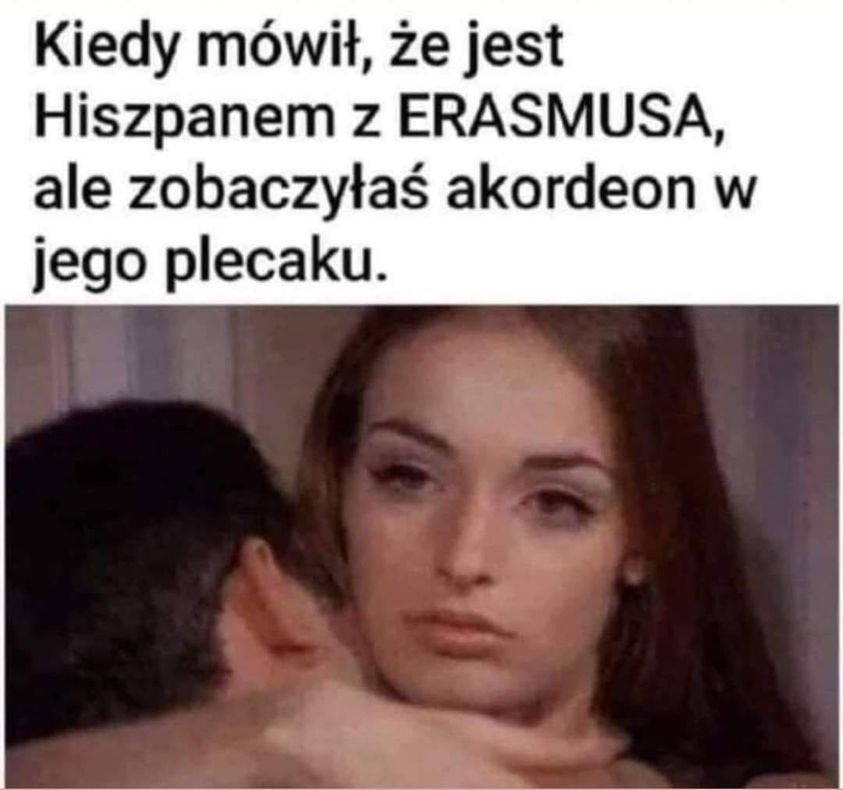 Kiedy mówił, że jest
Hiszpanem z ERASMUSA,
ale zobaczyłaś akordeon w
jego plecaku.